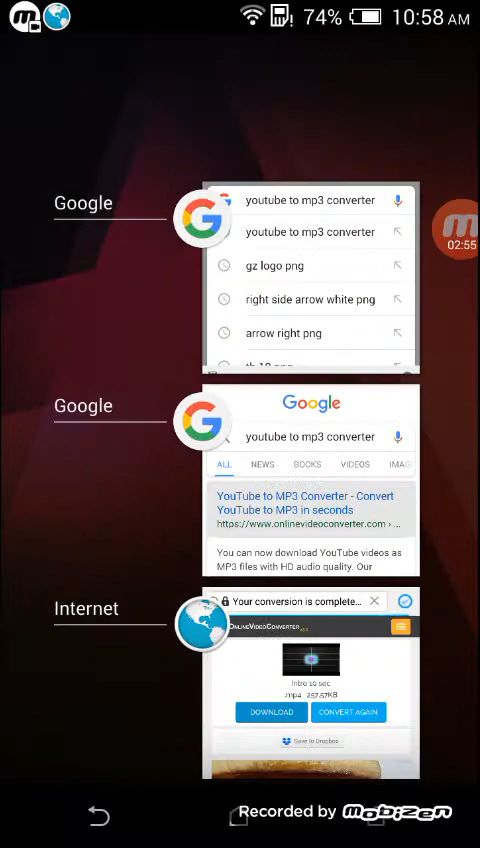 74% 10:58 AM
Google
youtube to mp3 converter
youtube to mp3 converter
gz logo png
right side arrow white png
arrow right png
02:55
Google
Google
youtube to mp3 converter
ALL NEWS BOOKS VIDEOS IMAG
YouTube to MP3 Converter - Convert
YouTube to MP3 in seconds
https://www.onlinevideoconverter.com › ...
You can now download YouTube videos as
MP3 files with HD audio quality. Our
Internet
Your conversion is complete...
ONLINEVIDEOCONVERTER
Intro 10 sec
.mp4 257.57KB
DOWNLOAD CONVERT AGAIN
Save to Dropbox
Recorded by mobizen